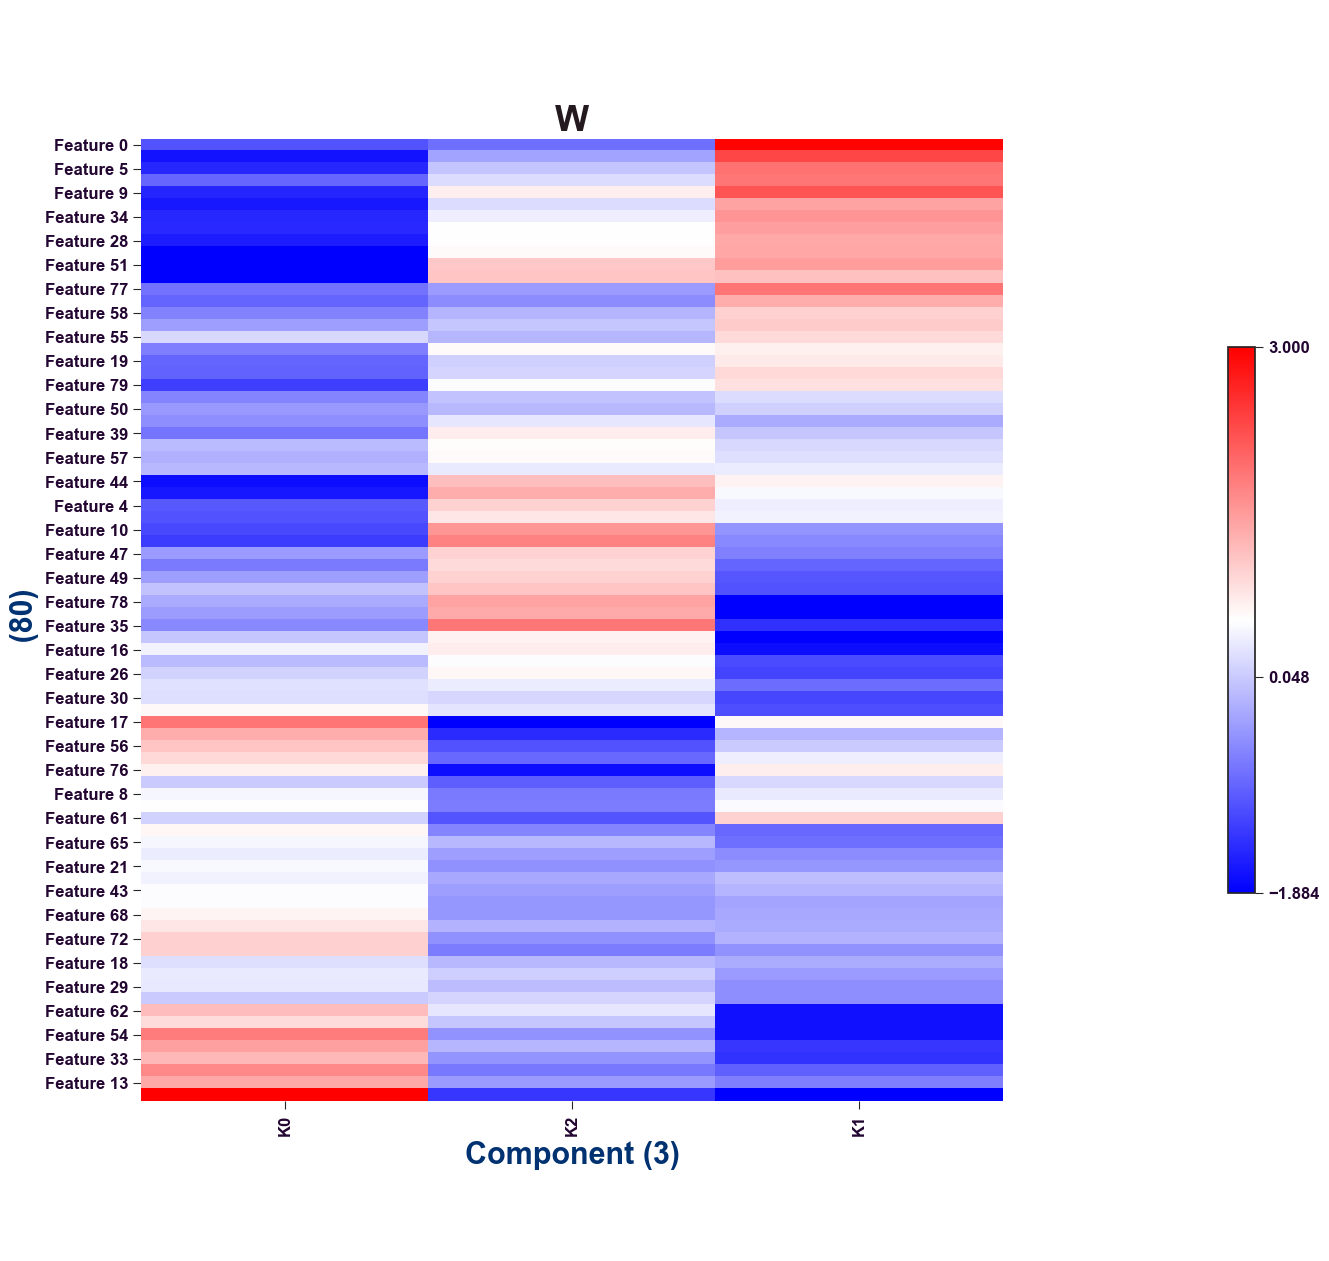 W
Feature 0
Feature 5
Feature 9
Feature 34
Feature 28
Feature 51
Feature 77
Feature 58
Feature 55
Feature 19
Feature 79
Feature 50
Feature 39
Feature 57
Feature 44
Feature 4
Feature 10
Feature 47
Feature 49
Feature 78
Feature 35
Feature 16
Feature 26
Feature 30
Feature 17
Feature 56
Feature 76
Feature 8
Feature 61
Feature 65
Feature 21
Feature 43
Feature 68
Feature 72
Feature 18
Feature 29
Feature 62
Feature 54
Feature 33
Feature 13
(80)
K0
K2
K1
Component (3)
3.000
0.048
−1.884